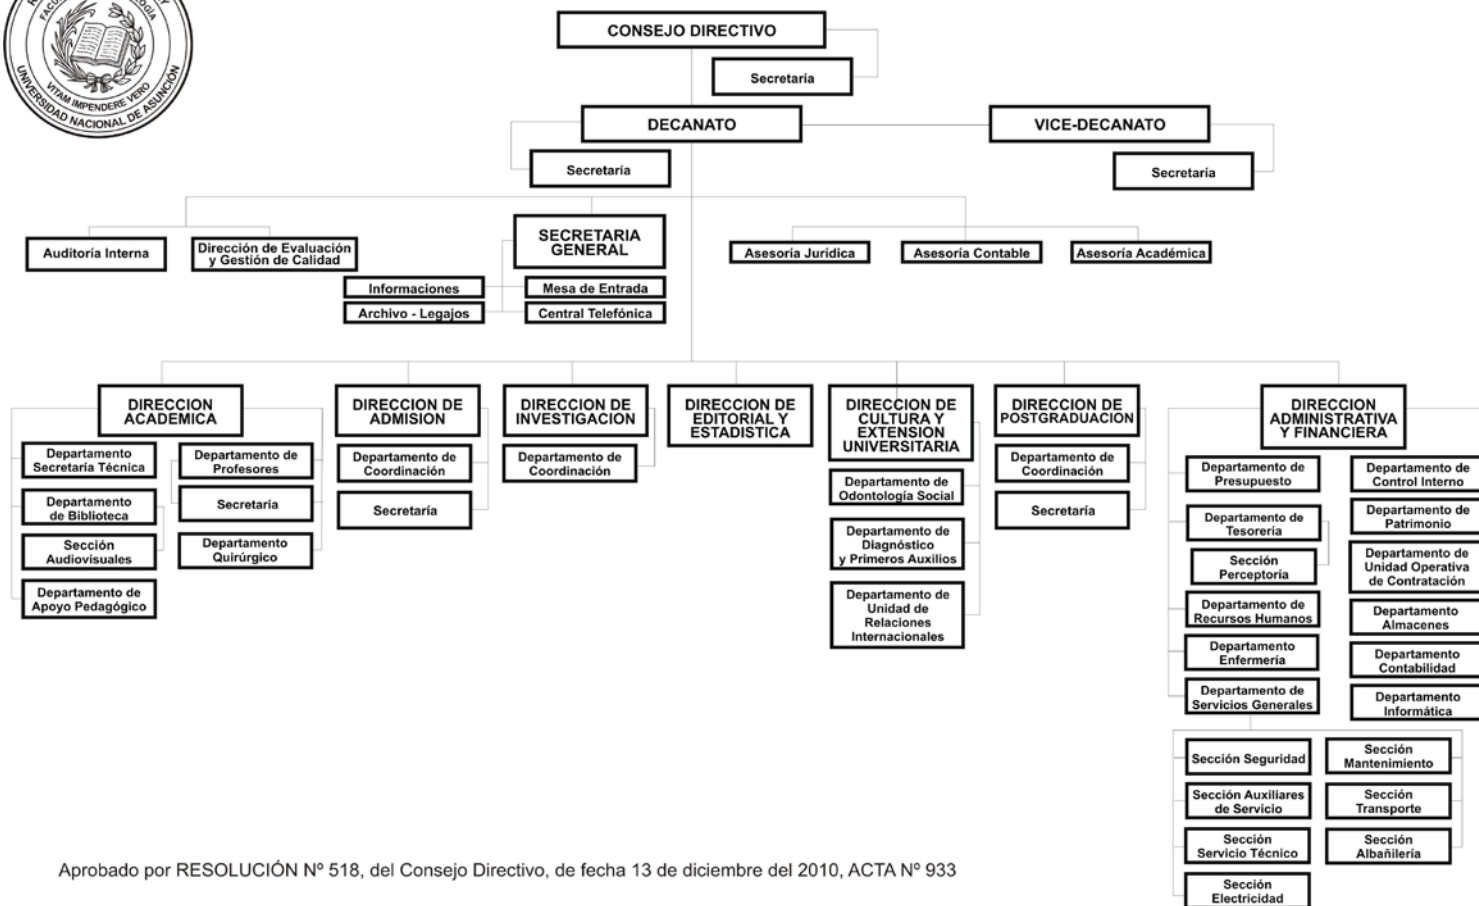 UNIVERSIDAD NACIONAL DE ASUNCIÓN
VITAM IMPENDERE VERO
CONSEJO DIRECTIVO
Secretaría
DECANATO
VICE-DECANATO
Secretaría
Secretaría
Auditoría Interna
Dirección de Evaluación
y Gestión de Calidad
SECRETARIA
GENERAL
Asesoría Jurídica
Asesoría Contable
Asesoría Académica
Informaciones
Mesa de Entrada
Archivo - Legajos
Central Telefónica
DIRECCION
ACADEMICA
Departamento
Secretaría Técnica
Departamento
de Biblioteca
Sección
Audiovisuales
Departamento de
Apoyo Pedagógico
Departamento de
Profesores
Secretaría
Departamento
Quirúrgico
DIRECCION DE
ADMISION
Departamento de
Coordinación
Secretaría
DIRECCION DE
INVESTIGACION
Departamento de
Coordinación
DIRECCION DE
EDITORIAL Y
ESTADISTICA
DIRECCION DE
CULTURA Y
EXTENSION
UNIVERSITARIA
Departamento de
Odontología Social
Departamento de
Diagnóstico
y Primeros Auxilios
Departamento de
Unidad de
Relaciones
Internacionales
DIRECCION DE
POSTGRADUACION
Departamento de
Coordinación
Secretaría
DIRECCION
ADMINISTRATIVA
Y FINANCIERA
Departamento de
Presupuesto
Departamento de
Tesorería
Sección
Perceptoría
Departamento de
Recursos Humanos
Departamento
Enfermería
Departamento de
Servicios Generales
Departamento de
Control Interno
Departamento de
Patrimonio
Departamento de
Unidad Operativa
de Contratación
Departamento
Almacenes
Departamento
Contabilidad
Departamento
Informática
Sección Seguridad
Sección Auxiliares
de Servicio
Sección
Servicio Técnico
Sección
Electricidad
Sección
Mantenimiento
Sección
Transporte
Sección
Albañilería
Aprobado por RESOLUCIÓN Nº 518, del Consejo Directivo, de fecha 13 de diciembre del 2010, ACTA Nº 933